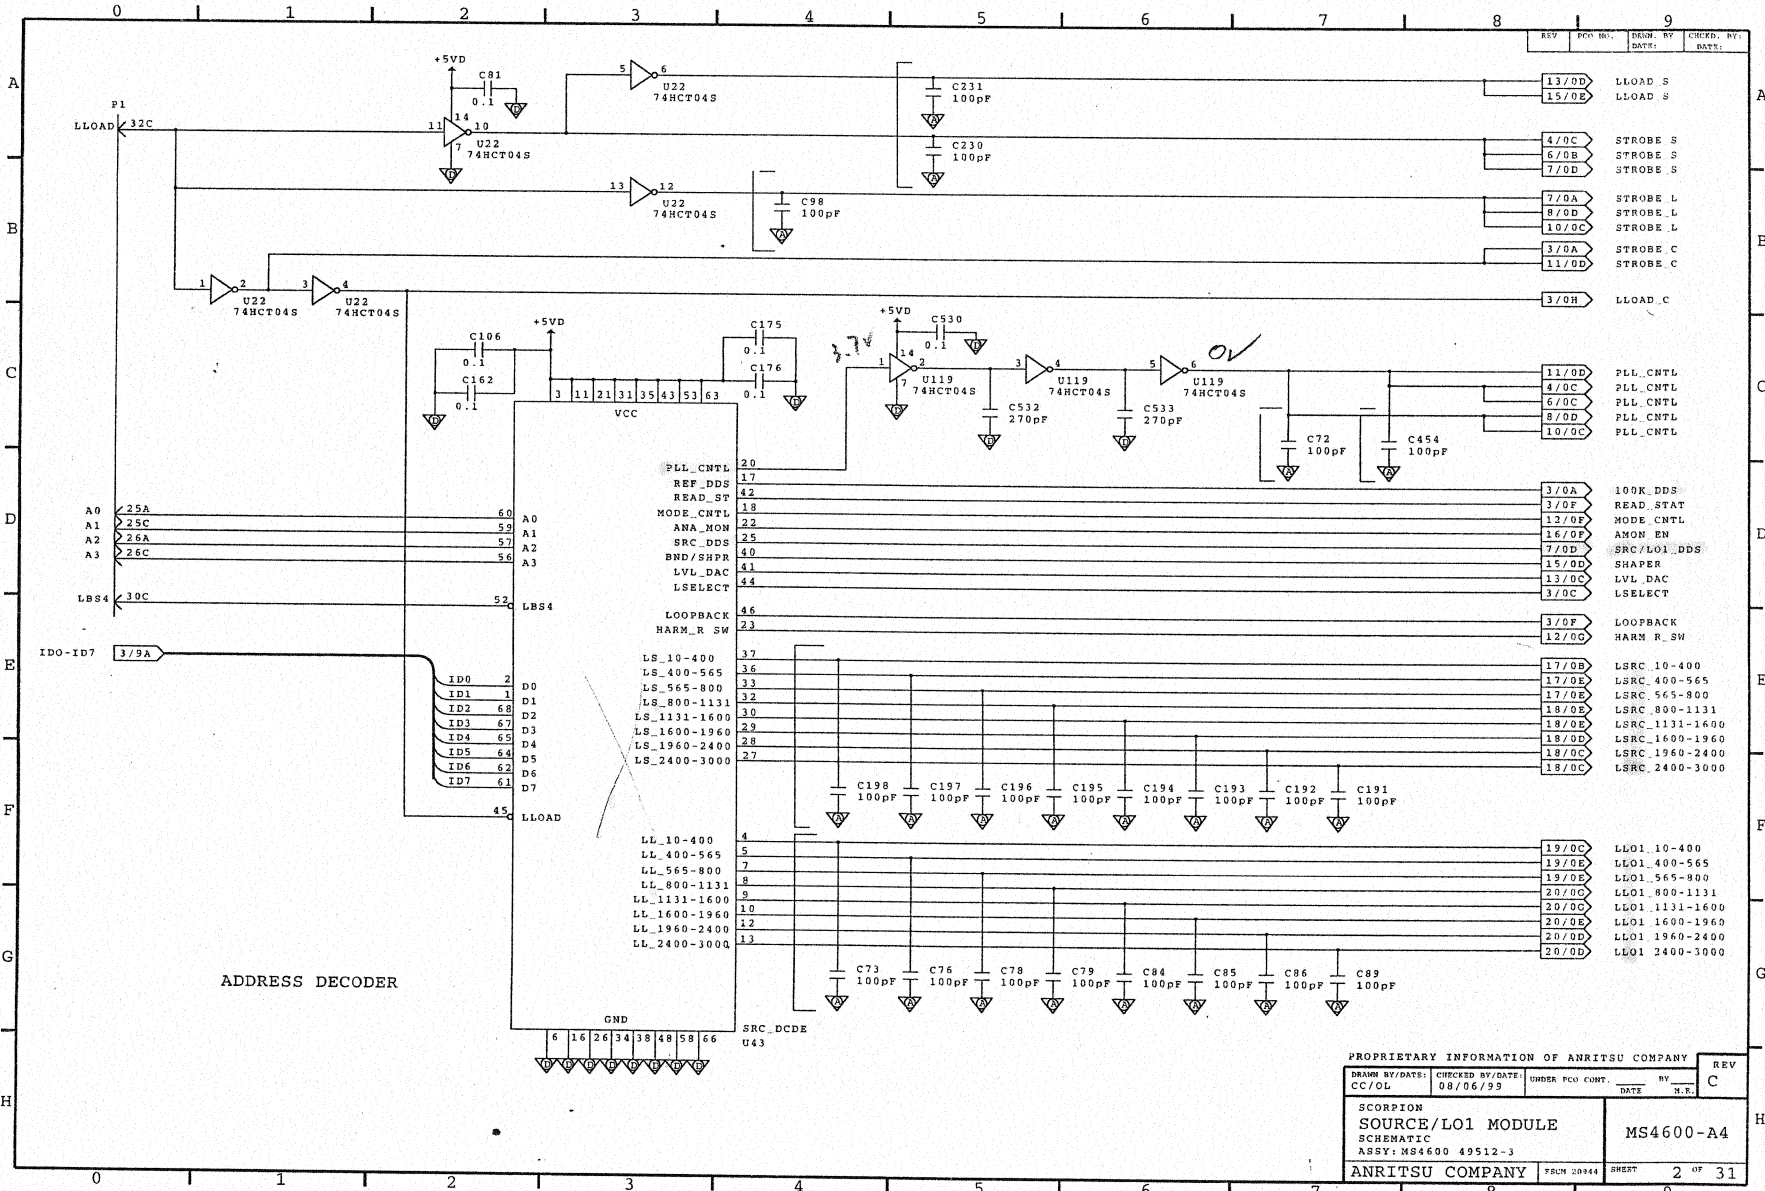 0 1 2 3 4 5 6 7 8 9
REV PCO NO. DRWN. BY DATE: CHCKD. BY: DATE:
A
B
C
D
E
F
G
H
P1
LLOAD 32C
+5VD
C81
0.1
D
14
11 10
7
U22
74HCT04S
5 6
U22
74HCT04S
C231
100pF
A
C230
100pF
A
13/0D LLOAD_S
15/0E LLOAD_S
4/0C STROBE_S
6/0B STROBE_S
7/0D STROBE_S
13 12
U22
74HCT04S
C98
100pF
A
7/0A STROBE_L
8/0D STROBE_L
10/0C STROBE_L
3/0A STROBE_C
11/0D STROBE_C
1 2
U22
74HCT04S
3 4
U22
74HCT04S
3/0H LLOAD_C
C106
0.1
C162
0.1
D
+5VD
C175
0.1
C176
0.1
D
3.7V
+5VD
C530
0.1
D
1 14 2
7
U119
74HCT04S
D
C532
270pF
D
3 4
U119
74HCT04S
C533
270pF
D
5 6
U119
74HCT04S
0V
C72
100pF
A
C454
100pF
A
11/0D PLL_CNTL
4/0C PLL_CNTL
6/0C PLL_CNTL
8/0D PLL_CNTL
10/0C PLL_CNTL
3 11 21 31 35 43 53 63
VCC
PLL_CNTL 20
REF_DDS 17 3/0A 100K_DDS
READ_ST 42 3/0F READ_STAT
MODE_CNTL 18 12/0F MODE_CNTL
ANA_MON 22 16/0F AMON_EN
SRC_DDS 25 7/0D SRC/LO1_DDS
BND/SHPR 40 15/0D SHAPER
LVL_DAC 41 13/0C LVL_DAC
LSELECT 44 3/0C LSELECT
LOOPBACK 46 3/0F LOOPBACK
HARM_R SW 23 12/0G HARM R_SW
A0 25A 60 A0
A1 25C 59 A1
A2 26A 57 A2
A3 26C 56 A3
LBS4 30C 52 LBS4
ID0-ID7 3/9A
ID0 2 D0
ID1 1 D1
ID2 68 D2
ID3 67 D3
ID4 65 D4
ID5 64 D5
ID6 62 D6
ID7 61 D7
45 LLOAD
LS_10-400 37 17/0B LSRC_10-400
LS_400-565 36 17/0E LSRC_400-565
LS_565-800 33 17/0E LSRC_565-800
LS_800-1131 32 18/0E LSRC_800-1131
LS_1131-1600 30 18/0E LSRC_1131-1600
LS_1600-1960 29 18/0D LSRC_1600-1960
LS_1960-2400 28 18/0C LSRC_1960-2400
LS_2400-3000 27 18/0C LSRC_2400-3000
C198 C197 C196 C195 C194 C193 C192 C191
100pF 100pF 100pF 100pF 100pF 100pF 100pF 100pF
A A A A A A A A
LL_10-400 4 19/0C LLO1_10-400
LL_400-565 5 19/0E LLO1_400-565
LL_565-800 7 19/0E LLO1_565-800
LL_800-1131 8 20/0G LLO1_800-1131
LL_1131-1600 9 20/0G LLO1_1131-1600
LL_1600-1960 10 20/0E LLO1_1600-1960
LL_1960-2400 12 20/0D LLO1_1960-2400
LL_2400-3000 13 20/0D LLO1 2400-3000
C73 C76 C78 C79 C84 C85 C86 C89
100pF 100pF 100pF 100pF 100pF 100pF 100pF 100pF
A A A A A A A A
ADDRESS DECODER
GND
6 16 26 34 38 48 58 66
D D D D D D D D
SRC_DCDE
U43
PROPRIETARY INFORMATION OF ANRITSU COMPANY
REV C
DRAWN BY/DATE: CC/OL
CHECKED BY/DATE: 08/06/99
UNDER PCO CONT. DATE BY M.E.
SCORPION
SOURCE/LO1 MODULE
SCHEMATIC
ASSY: MS4600 49512-3
MS4600-A4
ANRITSU COMPANY FSCM 20944 SHEET 2 OF 31
0 1 2 3 4 5 6 7 8 9